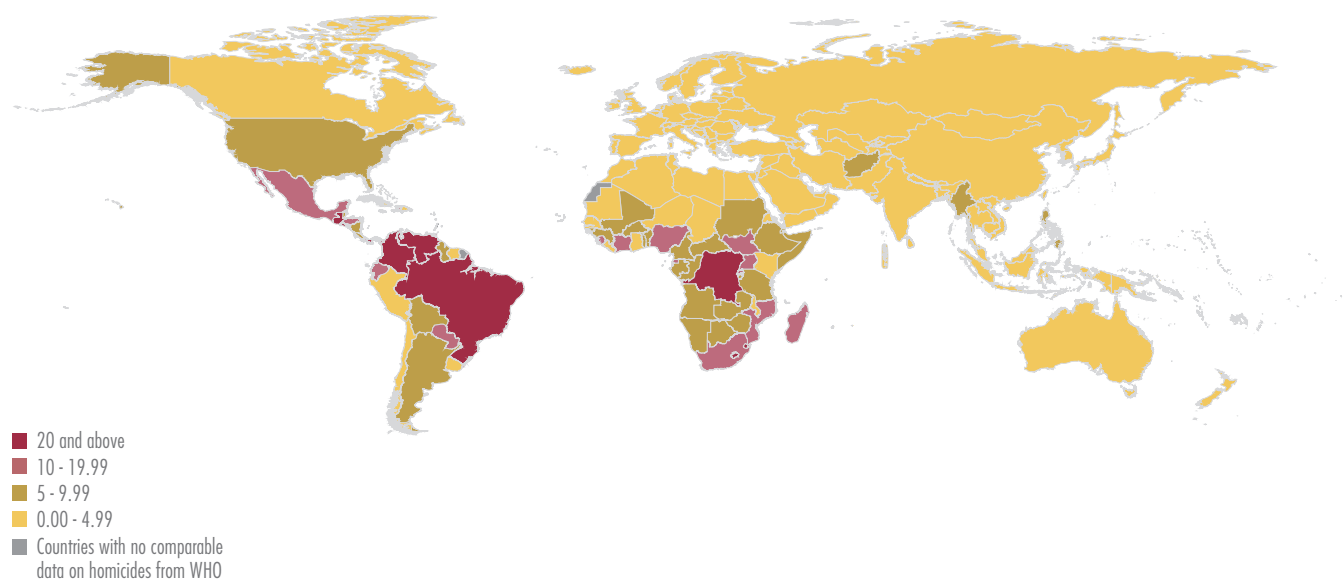 20 and above
10 - 19.99
5 - 9.99
0.00 - 4.99
Countries with no comparable
data on homicides from WHO